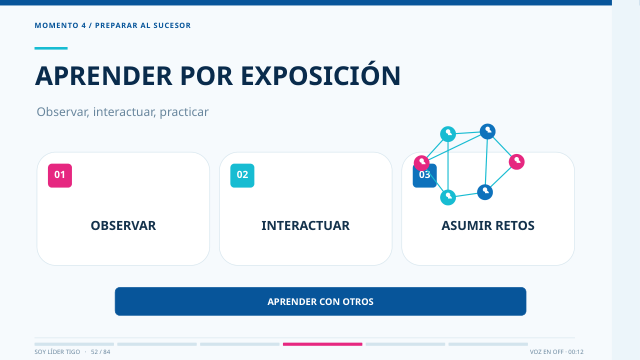 MOMENTO 4 / PREPARAR AL SUCESOR
APRENDER POR EXPOSICIÓN
Observar, interactuar, practicar
01
02
03
OBSERVAR
INTERACTUAR
ASUMIR RETOS
APRENDER CON OTROS
SOY LÍDER TIGO · 52 / 84
VOZ EN OFF · 00:12